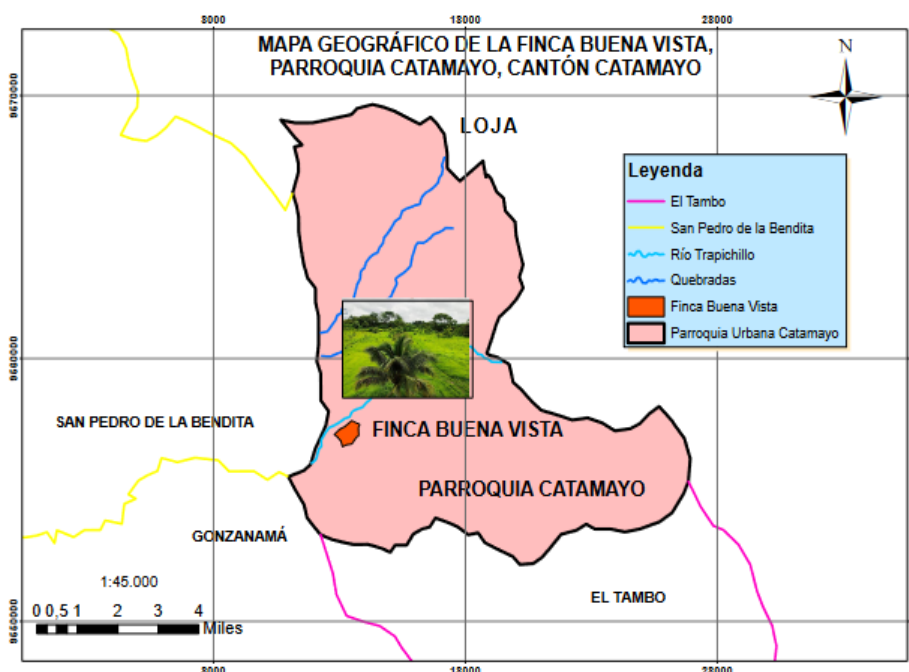 8000 18000 28000
MAPA GEOGRÁFICO DE LA FINCA BUENA VISTA,
PARROQUIA CATAMAYO, CANTÓN CATAMAYO
N
9670000
LOJA
Leyenda
El Tambo
San Pedro de la Bendita
Río Trapichillo
Quebradas
Finca Buena Vista
Parroquia Urbana Catamayo
9660000
SAN PEDRO DE LA BENDITA
FINCA BUENA VISTA
PARROQUIA CATAMAYO
GONZANAMÁ
1:45.000
EL TAMBO
0 0,5 1 2 3 4
Miles
9650000
8000 18000 28000